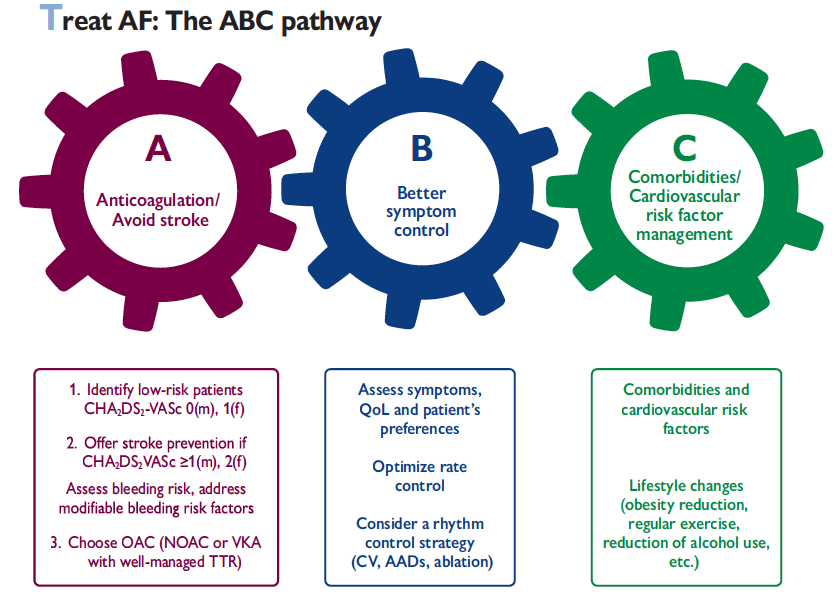 Treat AF: The ABC pathway
A
Anticoagulation/
Avoid stroke
B
Better
symptom
control
C
Comorbidities/
Cardiovascular
risk factor
management
1. Identify low-risk patients
CHA₂DS₂-VASc 0(m), 1(f)
2. Offer stroke prevention if
CHA₂DS₂VASc ≥1(m), 2(f)
Assess bleeding risk, address
modifiable bleeding risk factors
3. Choose OAC (NOAC or VKA
with well-managed TTR)
Assess symptoms,
QoL and patient's
preferences
Optimize rate
control
Consider a rhythm
control strategy
(CV, AADs, ablation)
Comorbidities and
cardiovascular risk
factors
Lifestyle changes
(obesity reduction,
regular exercise,
reduction of alcohol use,
etc.)